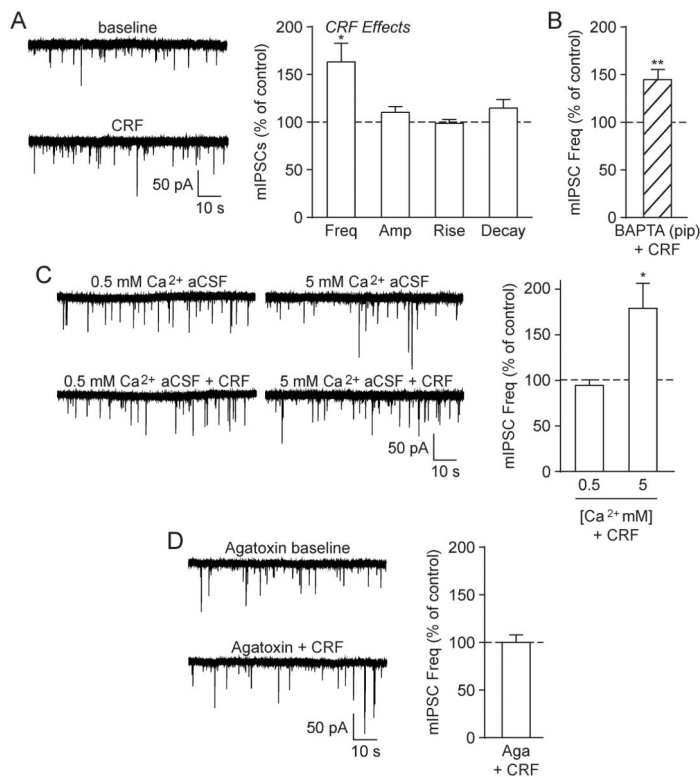 A
baseline
CRF
50 pA
10 s
CRF Effects
*
mIPSCs (% of control)
200
150
100
50
0
Freq Amp Rise Decay
B
**
mIPSC Freq (% of control)
200
150
100
50
0
BAPTA (pip)
+ CRF
C
0.5 mM Ca2+ aCSF
5 mM Ca2+ aCSF
0.5 mM Ca2+ aCSF + CRF
5 mM Ca2+ aCSF + CRF
50 pA
10 s
*
mIPSC Freq (% of control)
200
150
100
50
0
0.5 5
[Ca2+mM]
+ CRF
D
Agatoxin baseline
Agatoxin + CRF
50 pA
10 s
mIPSC Freq (% of control)
200
150
100
50
0
Aga
+ CRF